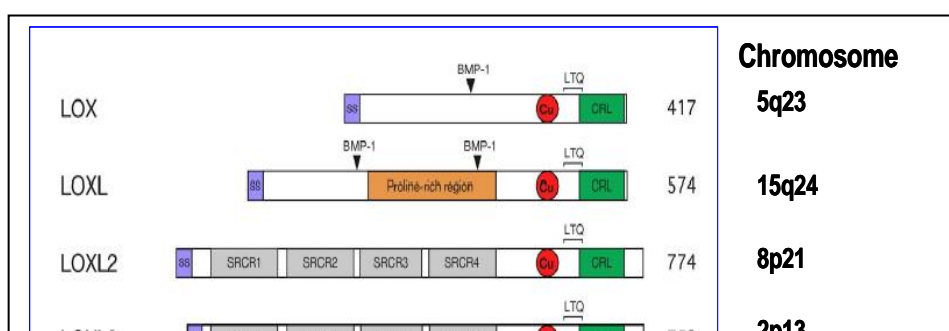 Chromosome
BMP-1
LTQ
LOX SS Cu CRL 417 5q23
BMP-1 BMP-1 LTQ
LOXL SS Proline-rich region Cu CRL 574 15q24
LTQ
LOXL2 SS SRCR1 SRCR2 SRCR3 SRCR4 Cu CRL 774 8p21
LTQ
2p13